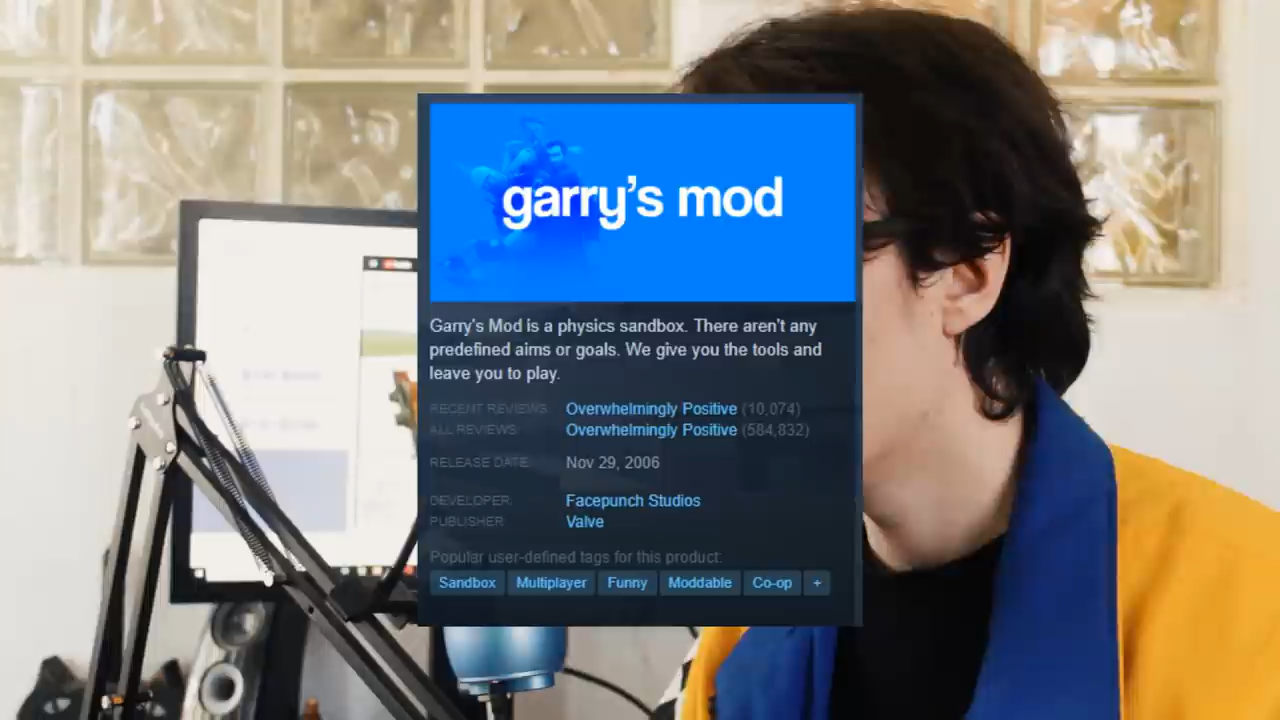 garry's mod
Garry's Mod is a physics sandbox. There aren't any
predefined aims or goals. We give you the tools and
leave you to play.
RECENT REVIEWS: Overwhelmingly Positive (10,074)
ALL REVIEWS: Overwhelmingly Positive (584,832)
RELEASE DATE: Nov 29, 2006
DEVELOPER: Facepunch Studios
PUBLISHER: Valve
Popular user-defined tags for this product:
Sandbox Multiplayer Funny Moddable Co-op +